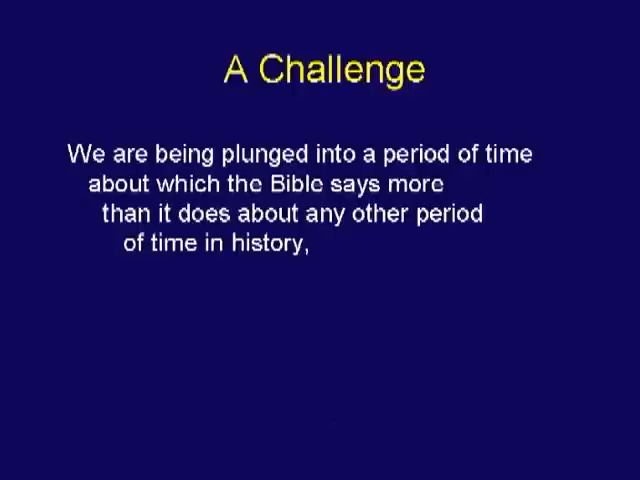 A Challenge
We are being plunged into a period of time
about which the Bible says more
than it does about any other period
of time in history,